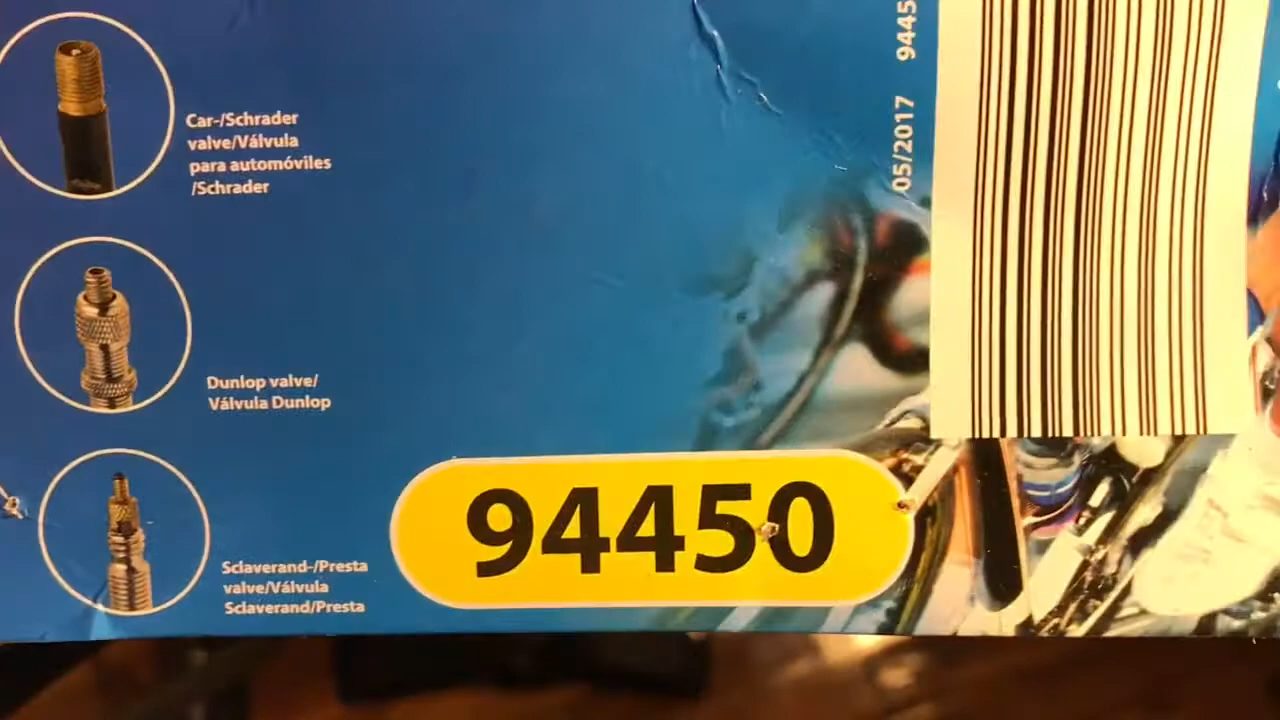 Car-/Schrader
valve/Válvula
para automóviles
/Schrader
Dunlop valve/
Válvula Dunlop
Sclaverand-/Presta
valve/Válvula
Sclaverand/Presta
94450
05/2017 9445